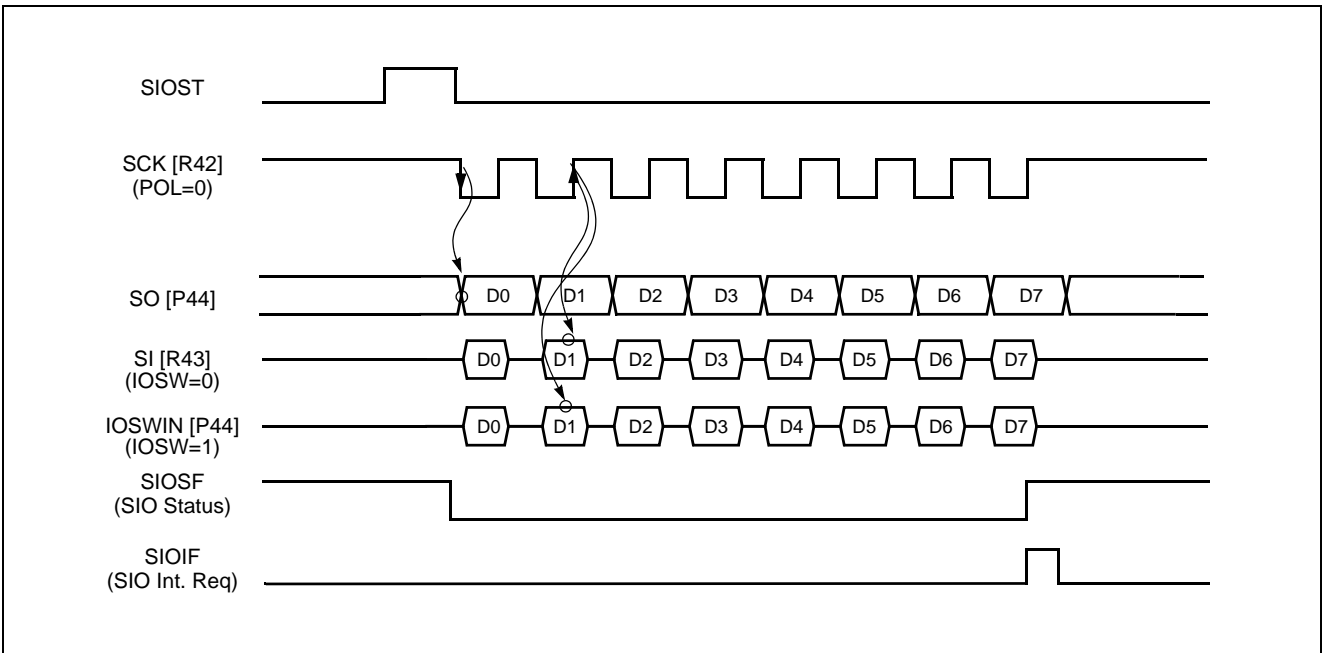 SIOST
SCK [R42]
(POL=0)
SO [P44]
D0 D1 D2 D3 D4 D5 D6 D7
SI [R43]
(IOSW=0)
D0 D1 D2 D3 D4 D5 D6 D7
IOSWIN [P44]
(IOSW=1)
D0 D1 D2 D3 D4 D5 D6 D7
SIOSF
(SIO Status)
SIOIF
(SIO Int. Req)